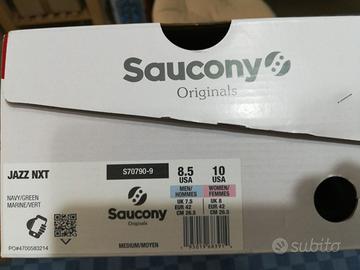 Saucony
Originals
JAZZ NXT
S70790-9
8.5
USA
10
USA
NAVY/GREEN
MARINE/VERT
MEN/
HOMMES
WOMEN/
FEMMES
UK 7.5
EUR 42
CM 26.5
UK 8
EUR 42
CM 26.5
Saucony
Originals
PO#4700583214
MEDIUM/MOYEN
subito